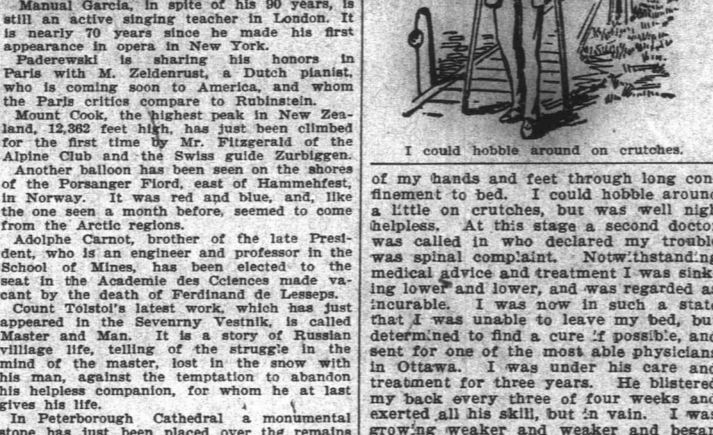 Manual Garcia, in spite of his 90 years, is
still an active singing teacher in London. It
is nearly 70 years since he made his first
appearance in opera in New York.
Paderewski is sharing his honors in
Paris with M. Zeldenrust, a Dutch pianist,
who is coming soon to America, and whom
the Paris critics compare to Rubinstein.
Mount Cook, the highest peak in New Zea-
land, 12,362 feet high, has just been climbed
for the first time by Mr. Fitzgerald of the
Alpine Club and the Swiss guide Zurbiggen.
Another balloon has been seen on the shores
of the Porsanger Fiord, east of Hammehfest,
in Norway. It was red and blue, and, like
the one seen a month before, seemed to come
from the Arctic regions.
Adolphe Carnot, brother of the late Presi-
dent, who is an engineer and professor in the
School of Mines, has been elected to the
seat in the Academie des Cciences made va-
cant by the death of Ferdinand de Lesseps.
Count Tolstoi's latest work, which has just
appeared in the Sevenrny Vestnik, is called
Master and Man. It is a story of Russian
villiage life, telling of the struggle in the
mind of the master, lost in the snow with
his man, against the temptation to abandon
his helpless companion, for whom he at last
gives his life.
In Peterborough Cathedral a monumental
stone has just been placed over the remains
I could hobble around on crutches.
of my hands and feet through long con
finement to bed. I could hobble around
a little on crutches, but was well nigh
helpless. At this stage a second doctor
was called in who declared my trouble
was spinal complaint. Notwithstanding
medical advice and treatment I was sink
ing lower and lower, and was regarded as
incurable. I was now in such a state
that I was unable to leave my bed, but
determined to find a cure if possible, and
sent for one of the most able physicians
in Ottawa. I was under his care and
treatment for three years. He blistered
my back every three of four weeks and
exerted all his skill, but in vain. I was
growing weaker and weaker and began